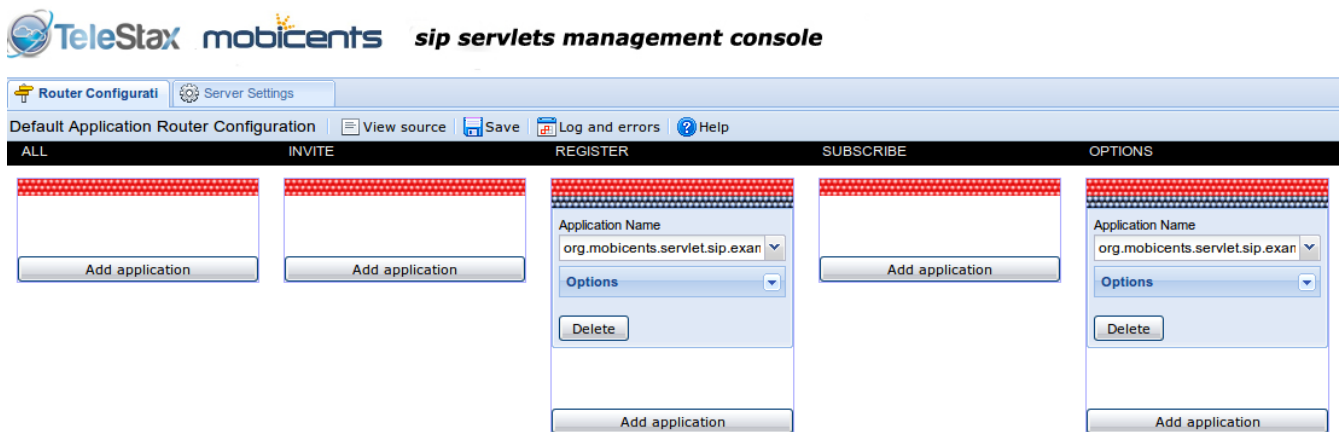 TeleStax mobicents sip servlets management console
Router Configurati Server Settings
Default Application Router Configuration View source Save Log and errors Help
ALL INVITE REGISTER SUBSCRIBE OPTIONS
Application Name Application Name
org.mobicents.servlet.sip.exan org.mobicents.servlet.sip.exan
Add application Add application Add application
Options Options
Delete Delete
Add application Add application